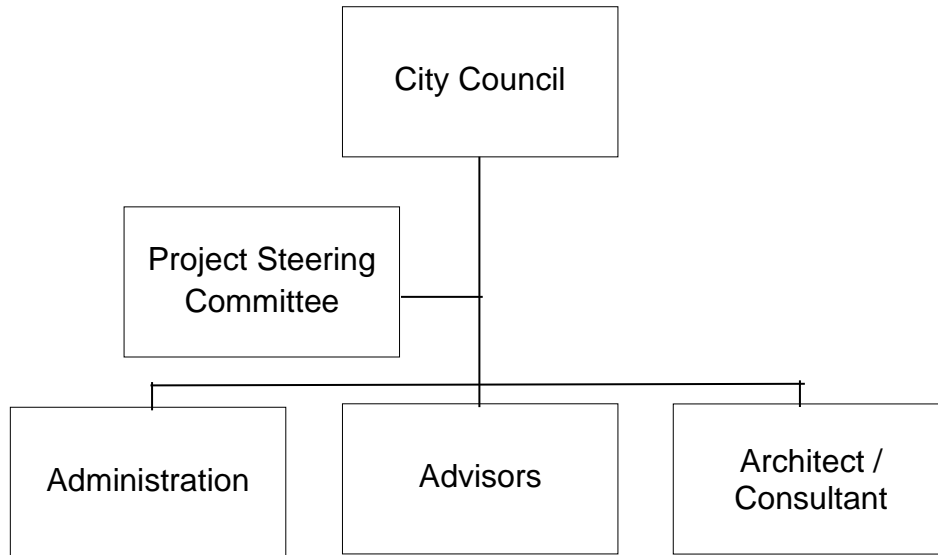 City Council
Project Steering
Committee
Administration
Advisors
Architect /
Consultant